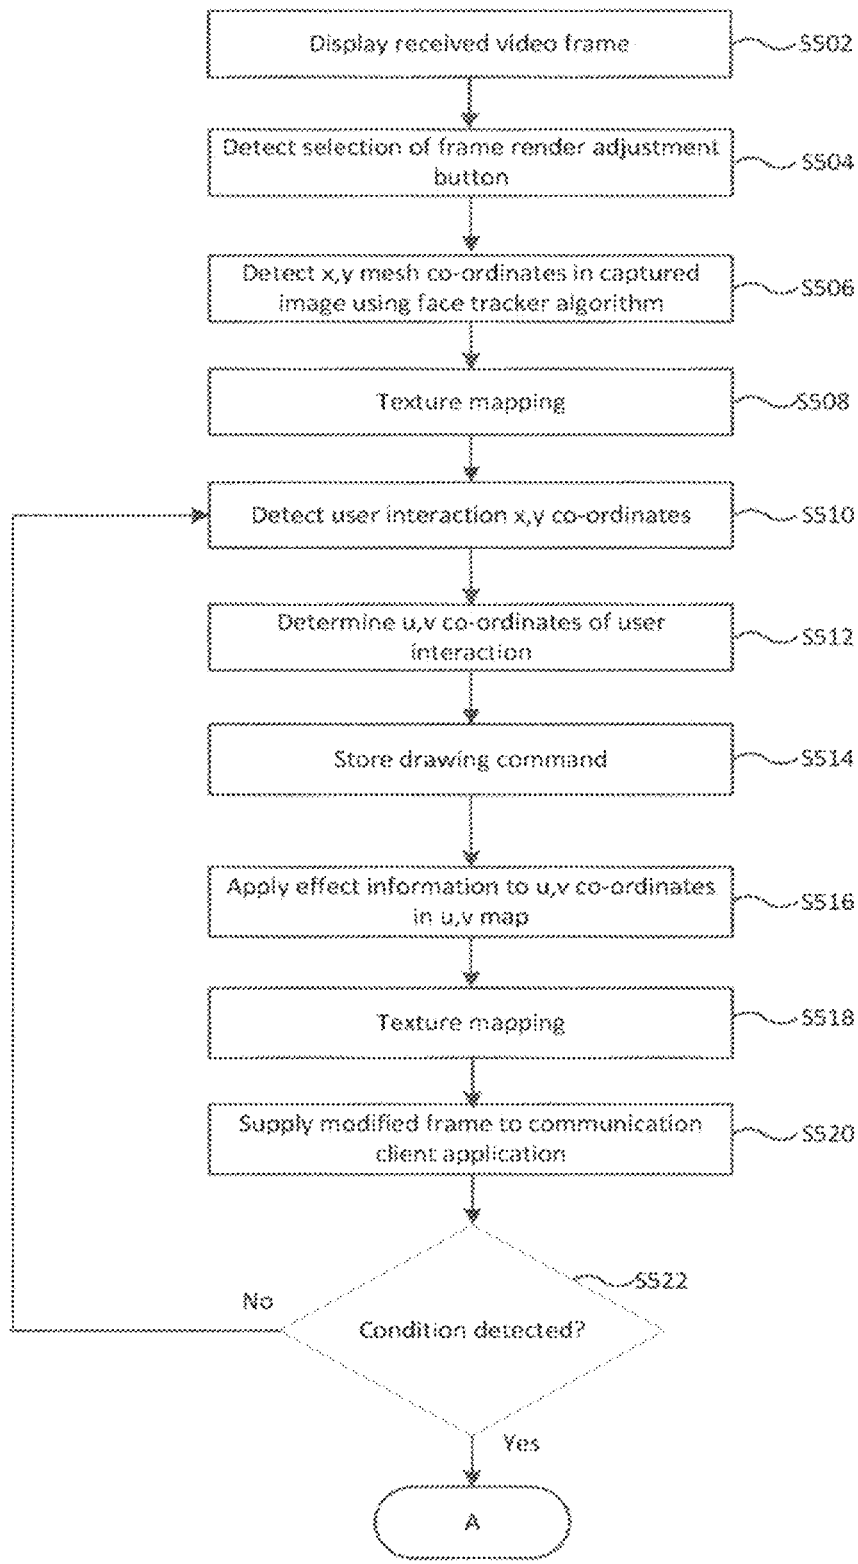 Display received video frame
S502
Detect selection of frame render adjustment
button
S504
Detect x,y mesh co-ordinates in captured
image using face tracker algorithm
S506
Texture mapping
S508
Detect user interaction x,y co-ordinates
S510
Determine u,v co-ordinates of user
interaction
S512
Store drawing command
S514
Apply effect information to u,v co-ordinates
in u,v map
S516
Texture mapping
S518
Supply modified frame to communication
client application
S520
S522
No
Condition detected?
Yes
A